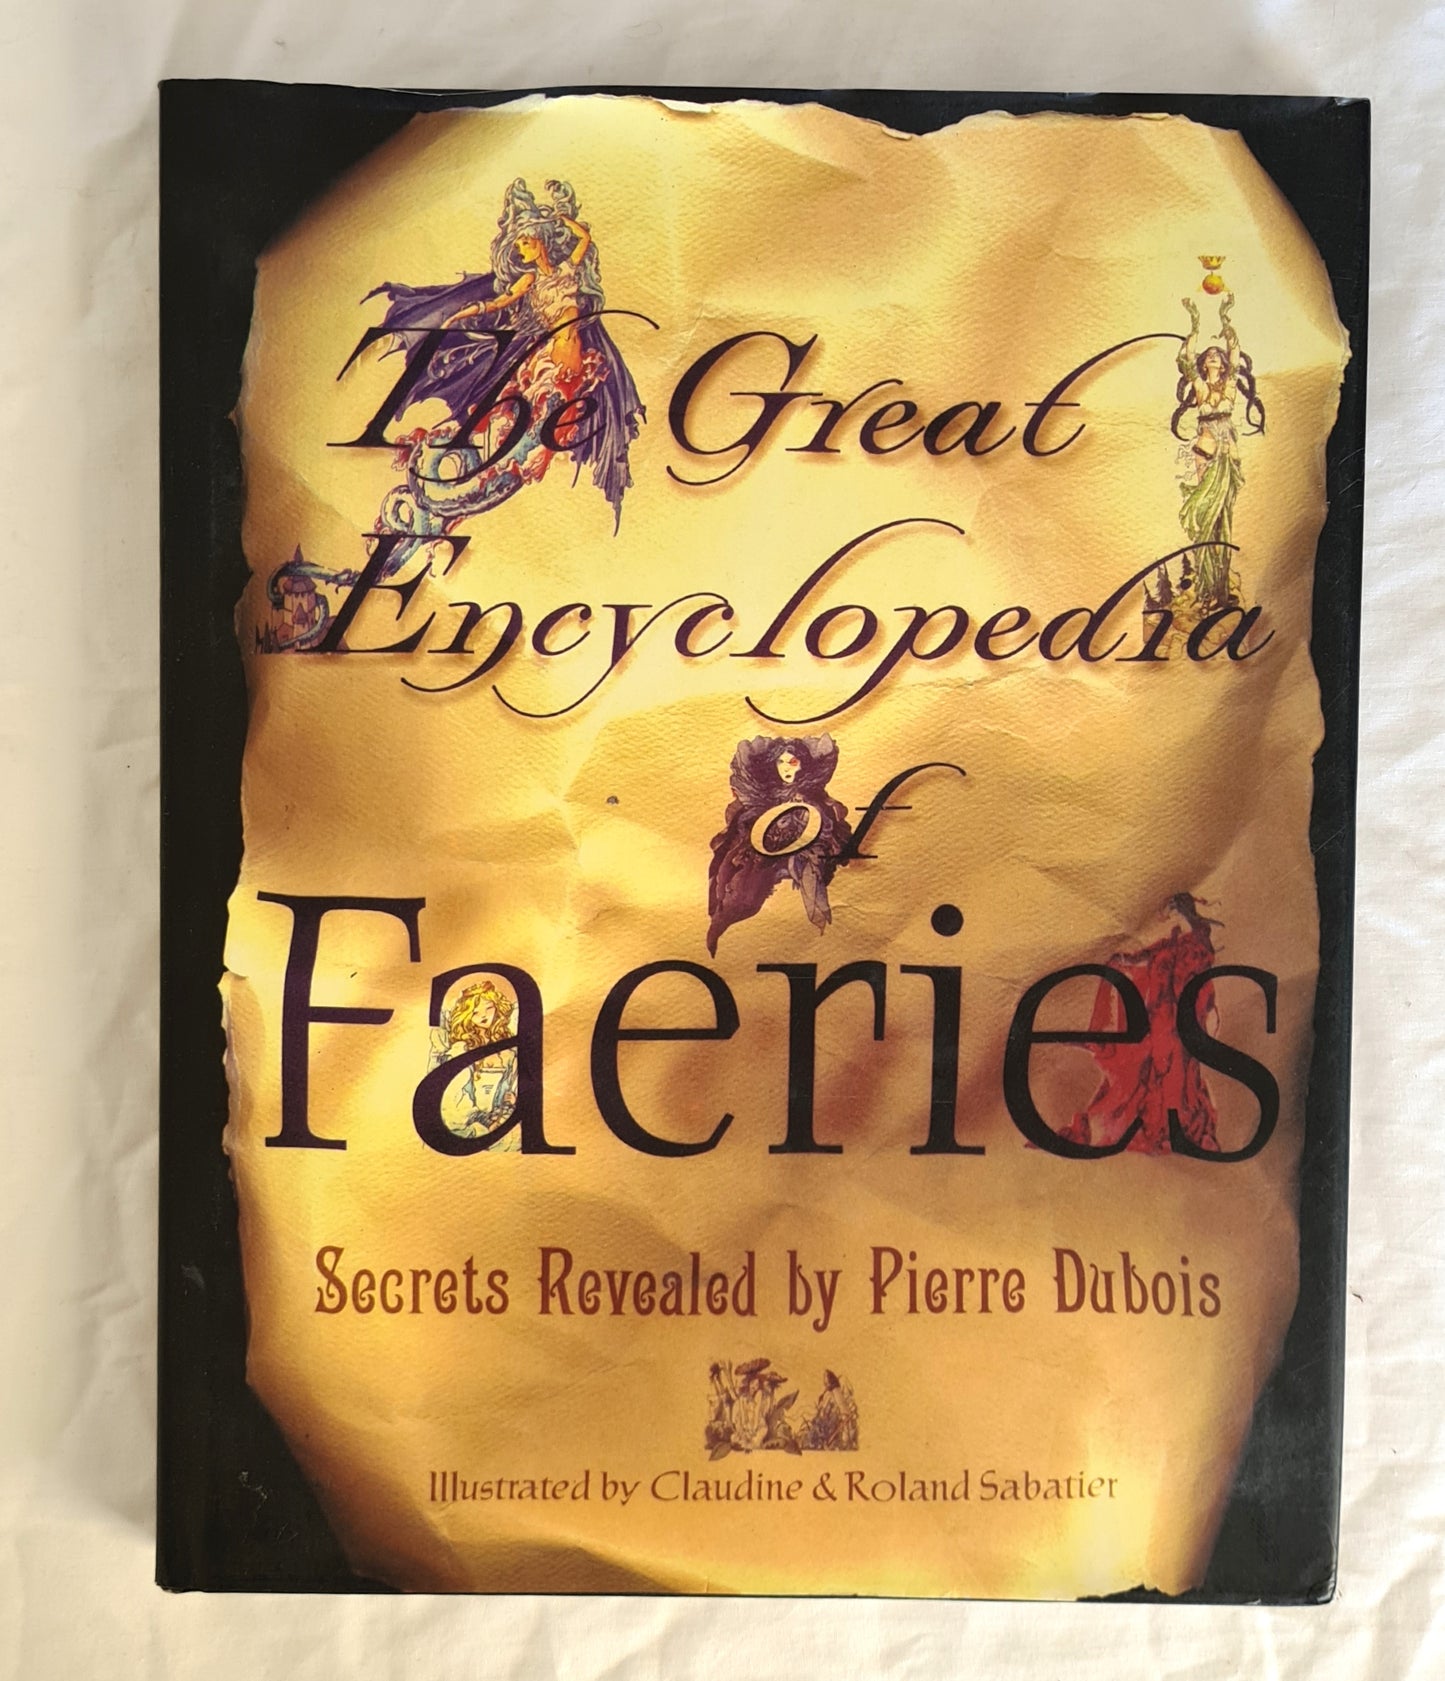 The Great
Encyclopedia
of
Faeries
Secrets Revealed by Pierre Dubois
Illustrated by Claudine & Roland Sabatier